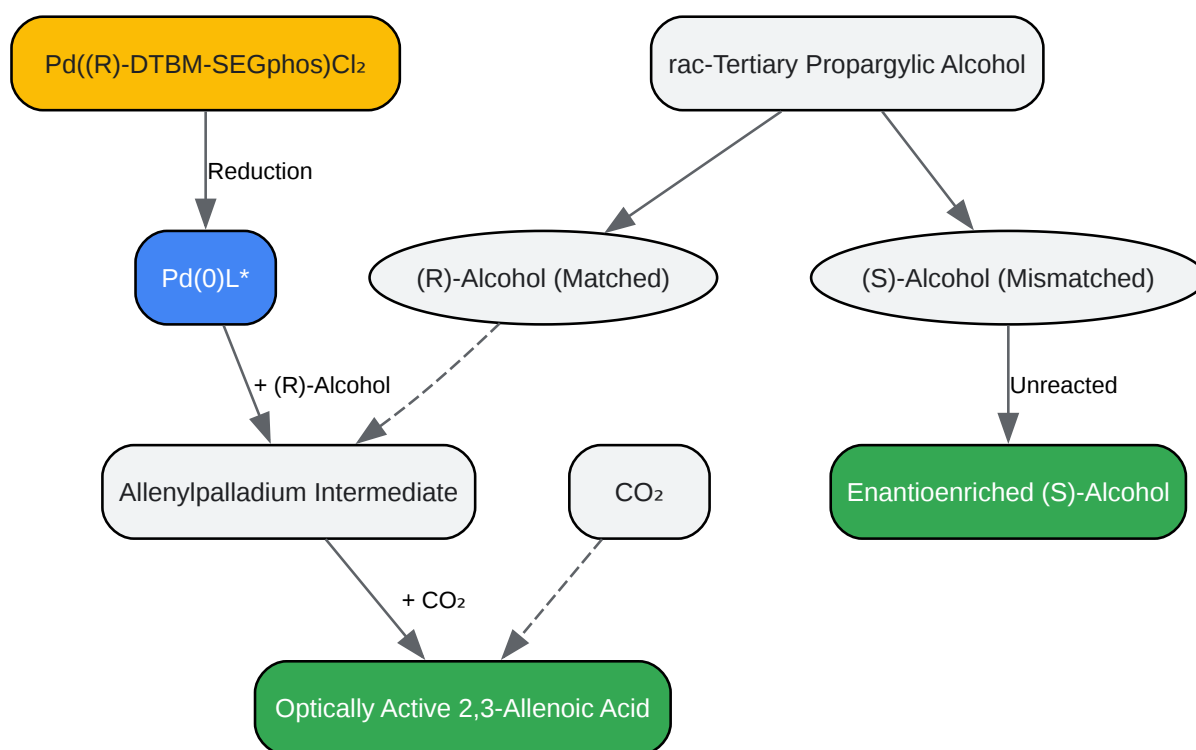 Pd((R)-DTBM-SEGphos)Cl₂
rac-Tertiary Propargylic Alcohol
Reduction
Pd(0)L*
(R)-Alcohol (Matched)
(S)-Alcohol (Mismatched)
+ (R)-Alcohol
Unreacted
Allenylpalladium Intermediate
CO₂
Enantioenriched (S)-Alcohol
+ CO₂
Optically Active 2,3-Allenoic Acid